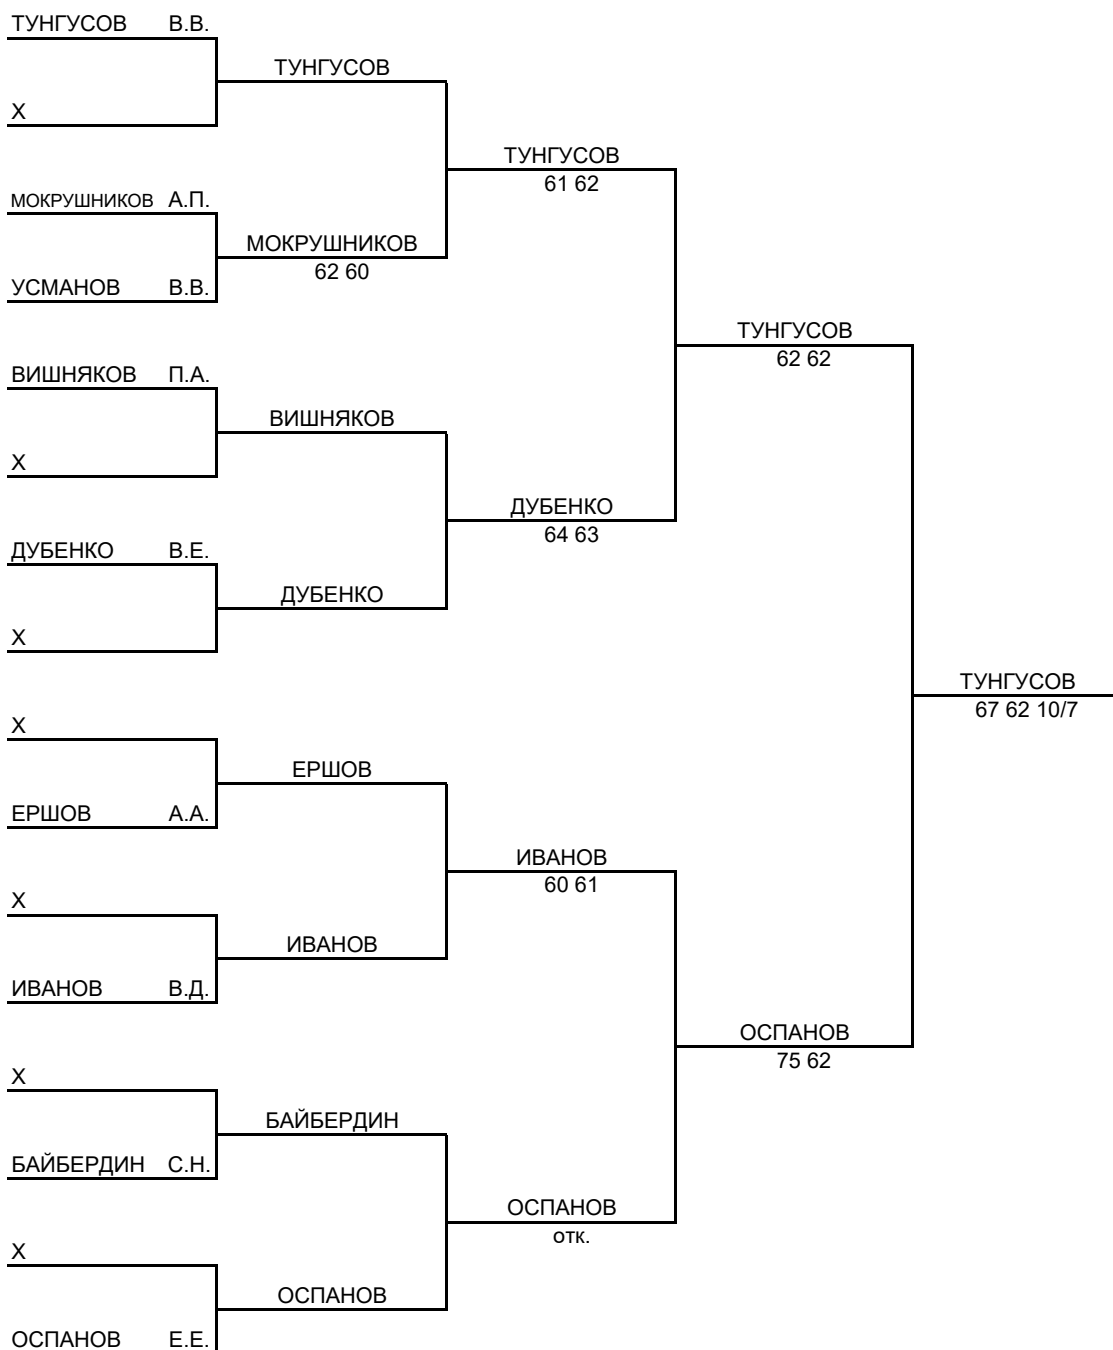 ТУНГУСОВ В.В.
ТУНГУСОВ
Х
ТУНГУСОВ
61 62
МОКРУШНИКОВ А.П.
МОКРУШНИКОВ
62 60
УСМАНОВ В.В.
ТУНГУСОВ
62 62
ВИШНЯКОВ П.А.
ВИШНЯКОВ
Х
ДУБЕНКО
64 63
ДУБЕНКО В.Е.
ДУБЕНКО
Х
ТУНГУСОВ
67 62 10/7
Х
ЕРШОВ
ЕРШОВ А.А.
ИВАНОВ
60 61
Х
ИВАНОВ
ИВАНОВ В.Д.
ОСПАНОВ
75 62
Х
БАЙБЕРДИН
БАЙБЕРДИН С.Н.
ОСПАНОВ
отк.
Х
ОСПАНОВ
ОСПАНОВ Е.Е.